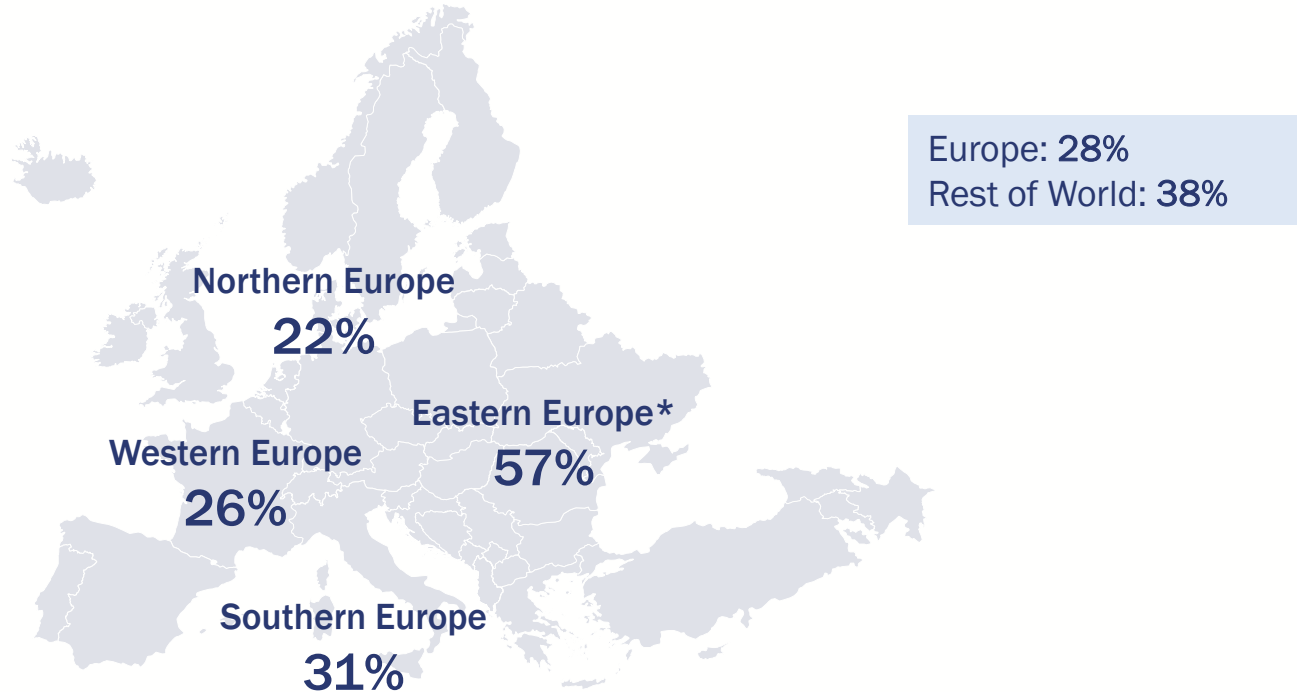 Europe: 28%
Rest of World: 38%
Northern Europe
22%
Eastern Europe*
57%
Western Europe
26%
Southern Europe
31%